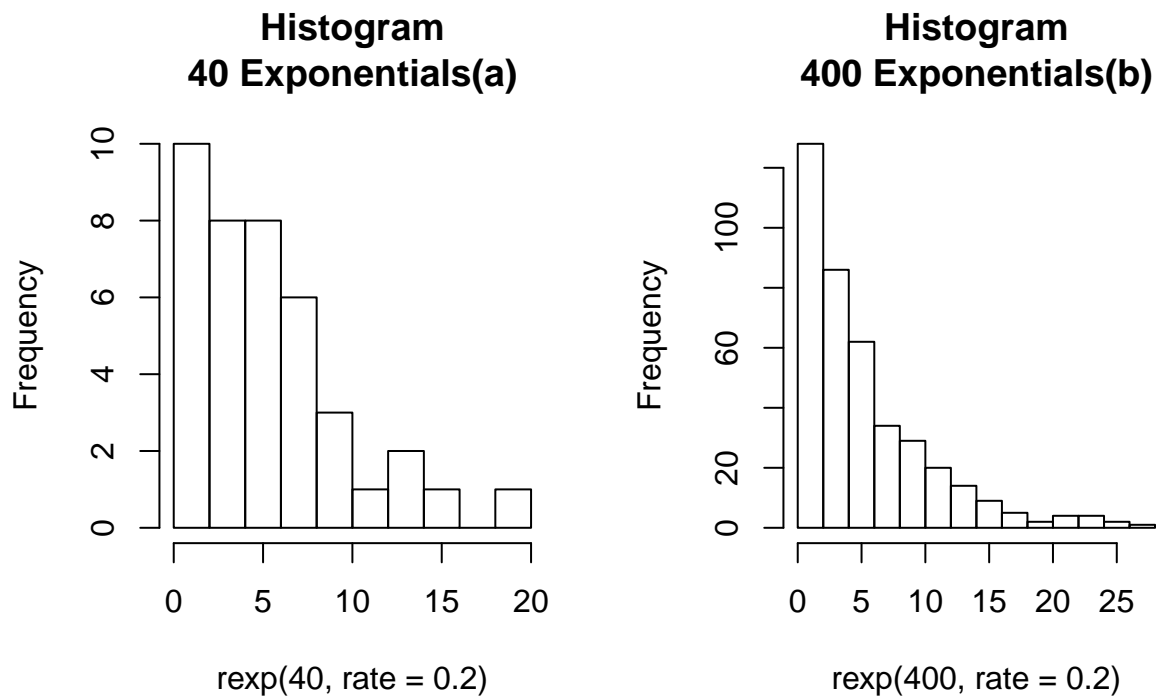 Histogram
40 Exponentials(a)
Frequency
0
2
4
6
8
10
0 5 10 15 20
rexp(40, rate = 0.2)
Histogram
400 Exponentials(b)
Frequency
0
20
60
100
0 5 10 15 20 25
rexp(400, rate = 0.2)